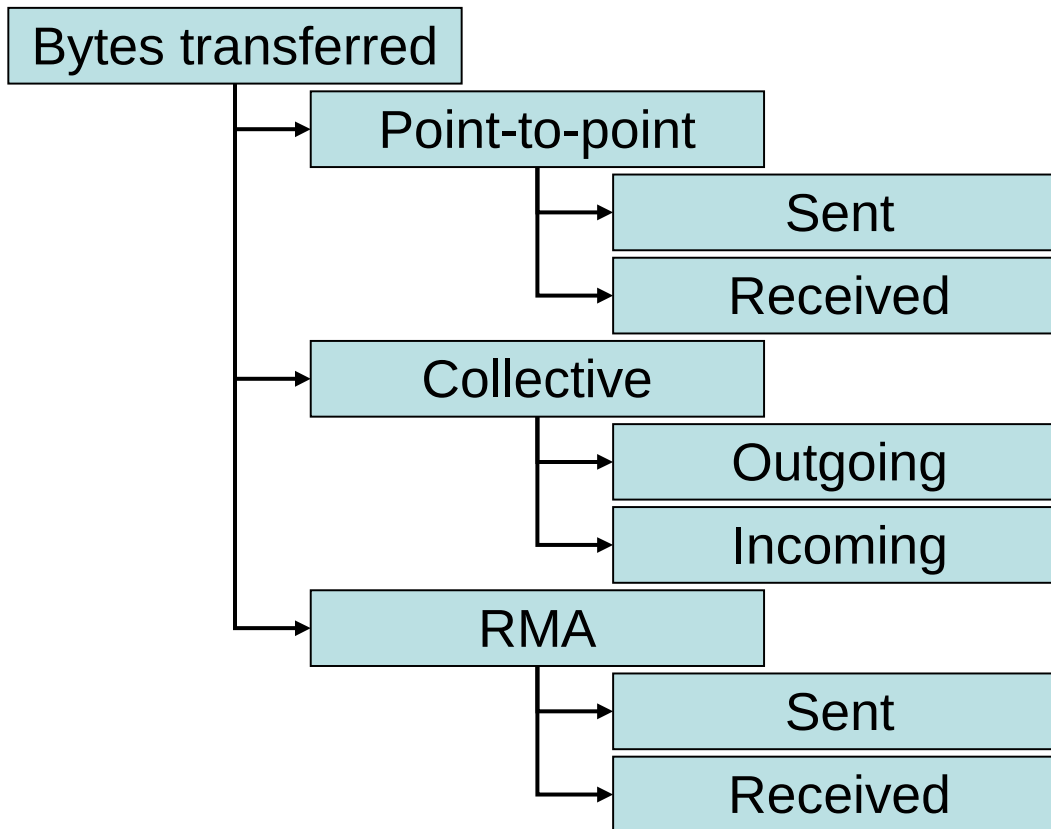 Bytes transferred
Point-to-point
Sent
Received
Collective
Outgoing
Incoming
RMA
Sent
Received